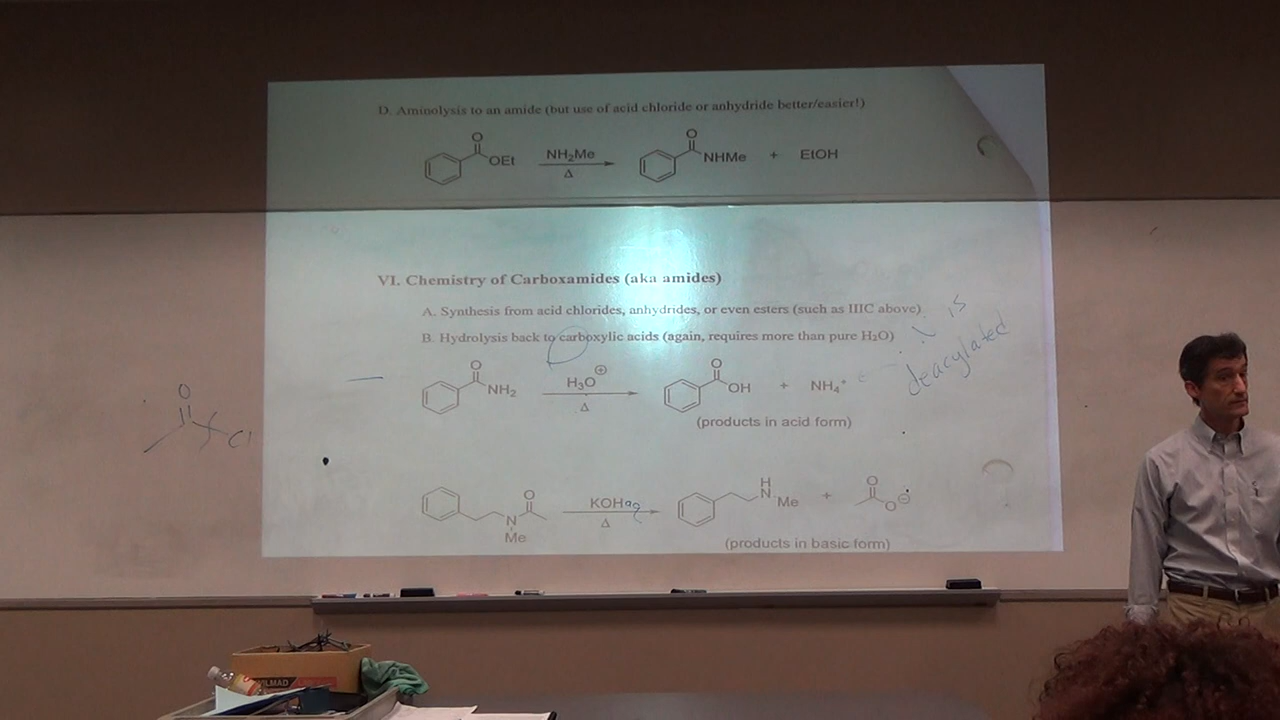 D. Aminolysis to an amide (but use of acid chloride or anhydride better/easier!)
O
OEt
NH₂Me
Δ
O
NHMe + EtOH
VI. Chemistry of Carboxamides (aka amides)
A. Synthesis from acid chlorides, anhydrides, or even esters (such as IIIC above)
B. Hydrolysis back to carboxylic acids (again, requires more than pure H₂O)
is
deacylated
O
NH₂
H₃O⊕
Δ
O
OH + NH₄⁺
(products in acid form)
O
Cl
O
N
Me
KOHaq
Δ
H
N
Me +
O
O⊖
(products in basic form)